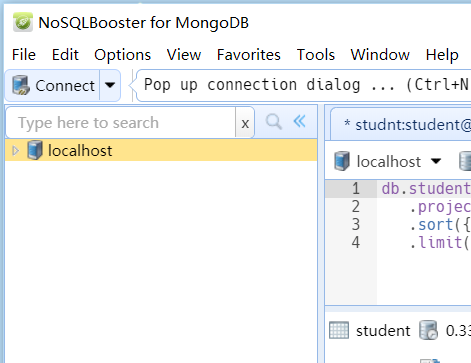 NoSQLBooster for MongoDB
File Edit Options View Favorites Tools Window Help
Connect Pop up connection dialog ... (Ctrl+N
Type here to search x
localhost
* studnt:student@
localhost
1 db.student
2 .projec
3 .sort({
4 .limit(
student 0.33